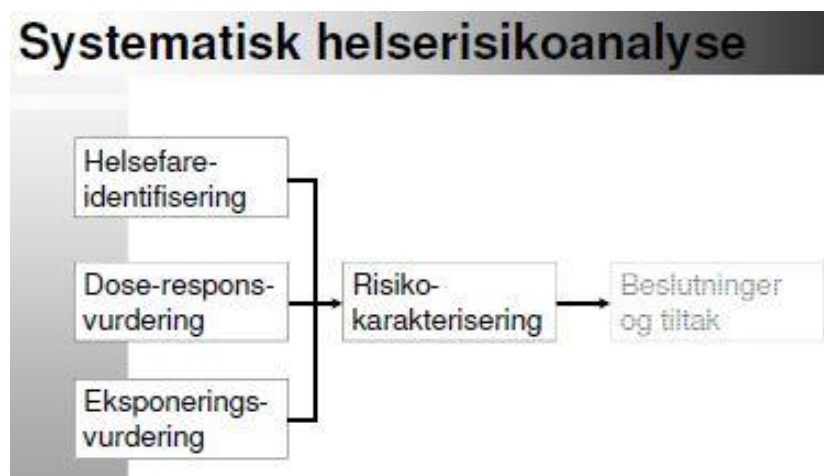 Systematisk helserisikoanalyse
Helsefare-
identifisering
Dose-respons-
vurdering
Eksponerings-
vurdering
Risiko-
karakterisering
Beslutninger
og tiltak